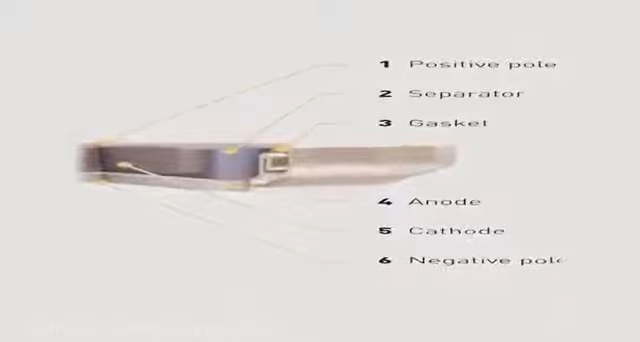 1 Positive pole
2 Separator
3 Gasket
4 Anode
5 Cathode
6 Negative pole